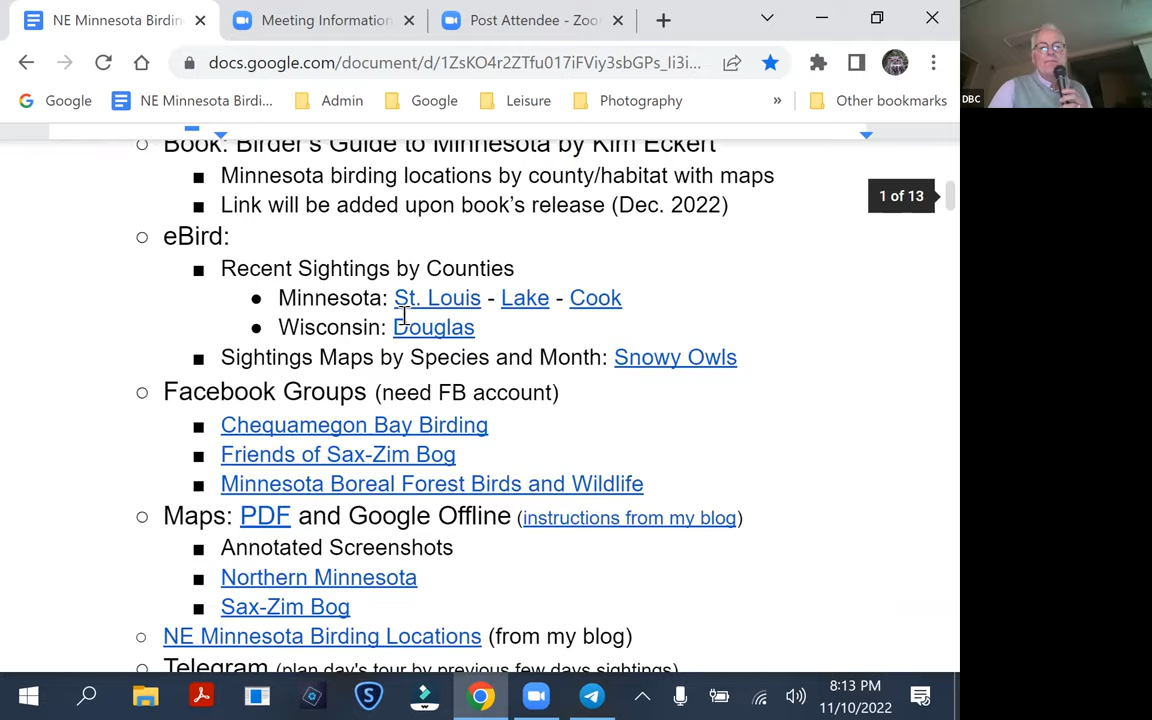 NE Minnesota Birdin
Meeting Information
Post Attendee - Zoo
docs.google.com/document/d/1ZsKO4r2ZTfu017iFViy3sbGPs_Ii3i...
Google
NE Minnesota Birdi...
Admin
Google
Leisure
Photography
»
Other bookmarks
DBC
Book: Birder's Guide to Minnesota by Kim Eckert
Minnesota birding locations by county/habitat with maps
1 of 13
Link will be added upon book's release (Dec. 2022)
eBird:
Recent Sightings by Counties
Minnesota: St. Louis - Lake - Cook
Wisconsin: Douglas
Sightings Maps by Species and Month: Snowy Owls
Facebook Groups (need FB account)
Chequamegon Bay Birding
Friends of Sax-Zim Bog
Minnesota Boreal Forest Birds and Wildlife
Maps: PDF and Google Offline (instructions from my blog)
Annotated Screenshots
Northern Minnesota
Sax-Zim Bog
NE Minnesota Birding Locations (from my blog)
Telegram (plan day's tour by previous few days sightings)
8:13 PM
11/10/2022